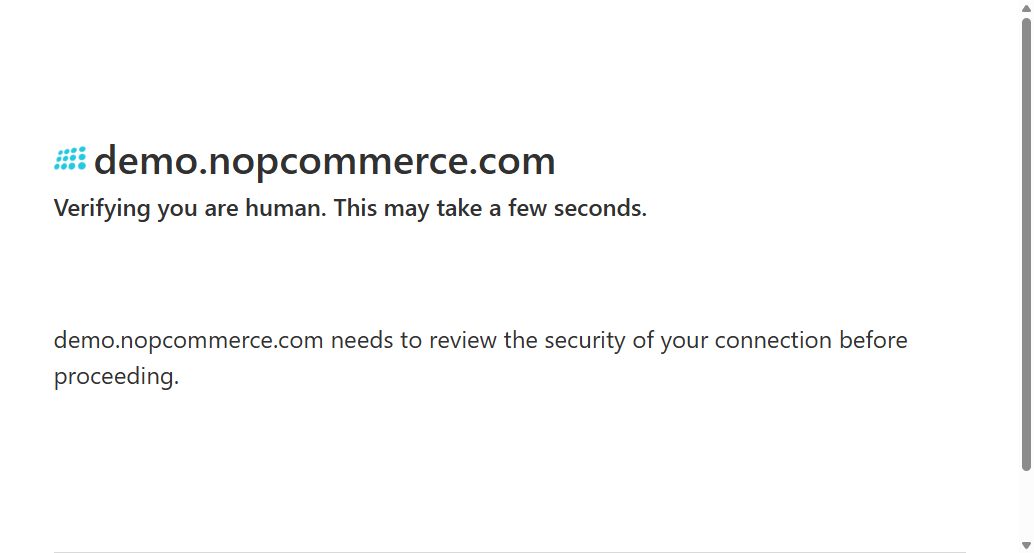 demo.nopcommerce.com
Verifying you are human. This may take a few seconds.
demo.nopcommerce.com needs to review the security of your connection before
proceeding.